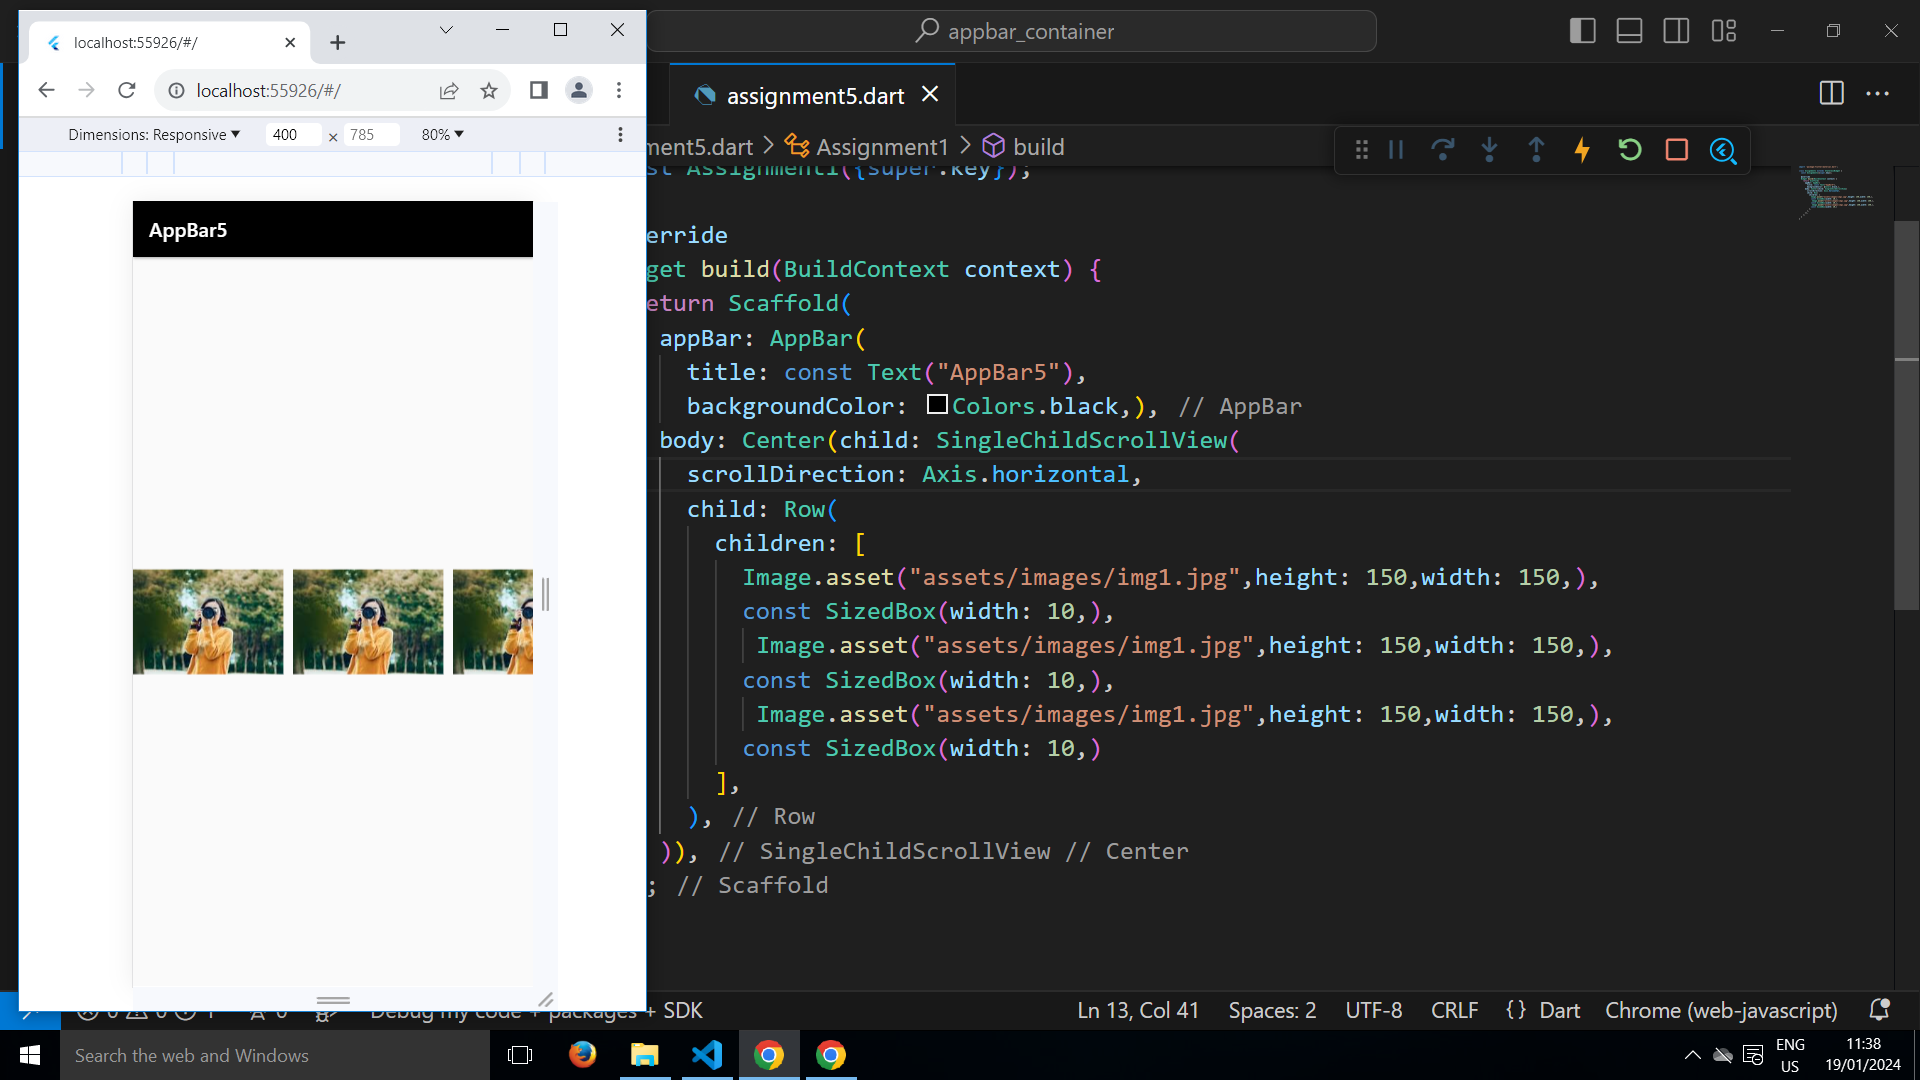 localhost:55926/#/
localhost:55926/#/
Dimensions: Responsive 400 × 785 80%
AppBar5
appbar_container
assignment5.dart
ment5.dart > Assignment1 > build
st Assignment1({super.key});
erride
get build(BuildContext context) {
eturn Scaffold(
appBar: AppBar(
title: const Text("AppBar5"),
backgroundColor: Colors.black,), // AppBar
body: Center(child: SingleChildScrollView(
scrollDirection: Axis.horizontal,
child: Row(
children: [
Image.asset("assets/images/img1.jpg",height: 150,width: 150,),
const SizedBox(width: 10,),
Image.asset("assets/images/img1.jpg",height: 150,width: 150,),
const SizedBox(width: 10,),
Image.asset("assets/images/img1.jpg",height: 150,width: 150,),
const SizedBox(width: 10,)
],
), // Row
)), // SingleChildScrollView // Center
; // Scaffold
Debug my code + packages + SDK
Ln 13, Col 41 Spaces: 2 UTF-8 CRLF {} Dart Chrome (web-javascript)
Search the web and Windows
ENG
US
11:38
19/01/2024